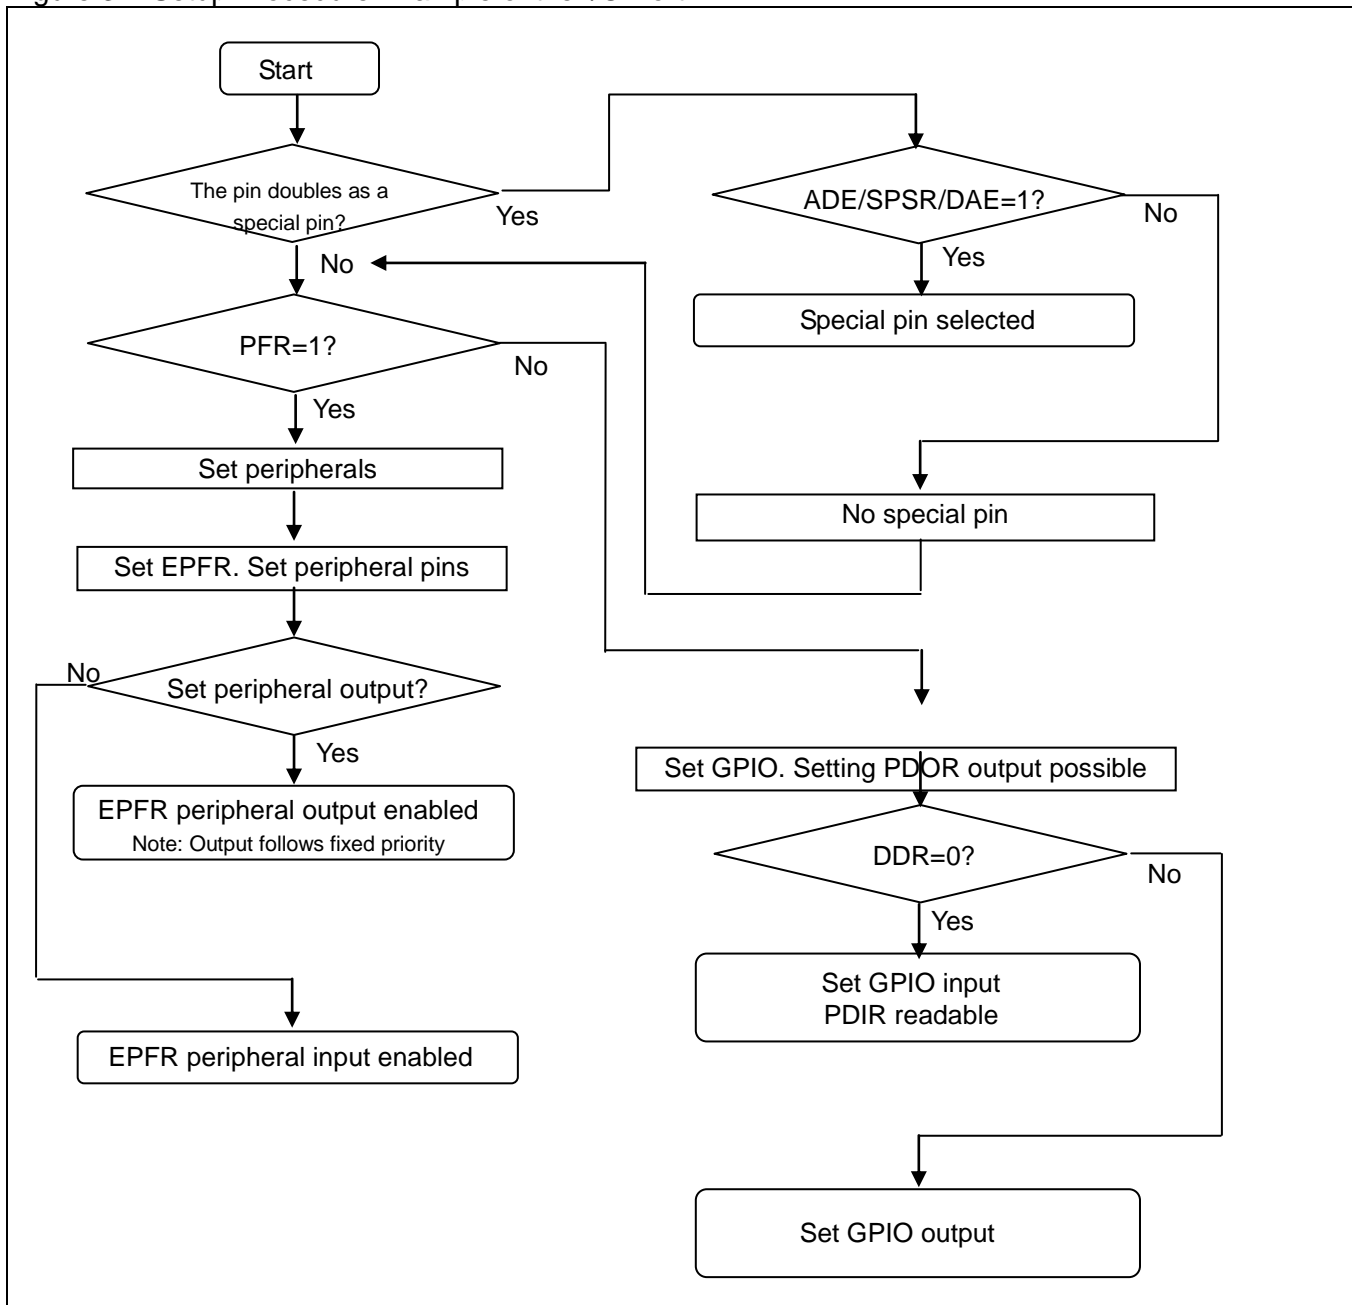 Start
The pin doubles as a
special pin?
Yes
No
ADE/SPSR/DAE=1?
No
Yes
Special pin selected
PFR=1?
No
Yes
Set peripherals
No special pin
Set EPFR. Set peripheral pins
No
Set peripheral output?
Yes
Set GPIO. Setting PDOR output possible
EPFR peripheral output enabled
Note: Output follows fixed priority
DDR=0?
No
Yes
Set GPIO input
PDIR readable
EPFR peripheral input enabled
Set GPIO output